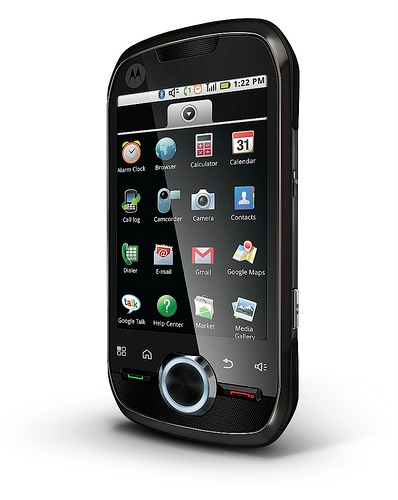 1:22 PM
Alarm Clock
Browser
Calculator
31
Calendar
Call log
Camcorder
Camera
Contacts
Dialer
E-mail
Gmail
Google Maps
talk
Google Talk
?
Help Center
Market
Media Gallery